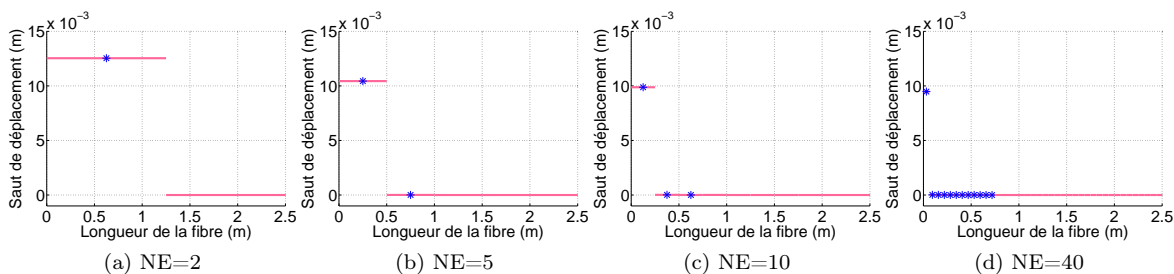 x 10⁻³
15
10
5
0
Saut de déplacement (m)
0 0.5 1 1.5 2 2.5
Longueur de la fibre (m)
(a) NE=2
x 10⁻³
15
10
5
0
Saut de déplacement (m)
0 0.5 1 1.5 2 2.5
Longueur de la fibre (m)
(b) NE=5
x 10⁻³
15
10
5
0
Saut de déplacement (m)
0 0.5 1 1.5 2 2.5
Longueur de la fibre (m)
(c) NE=10
x 10⁻³
15
10
5
0
Saut de déplacement (m)
0 0.5 1 1.5 2 2.5
Longueur de la fibre (m)
(d) NE=40